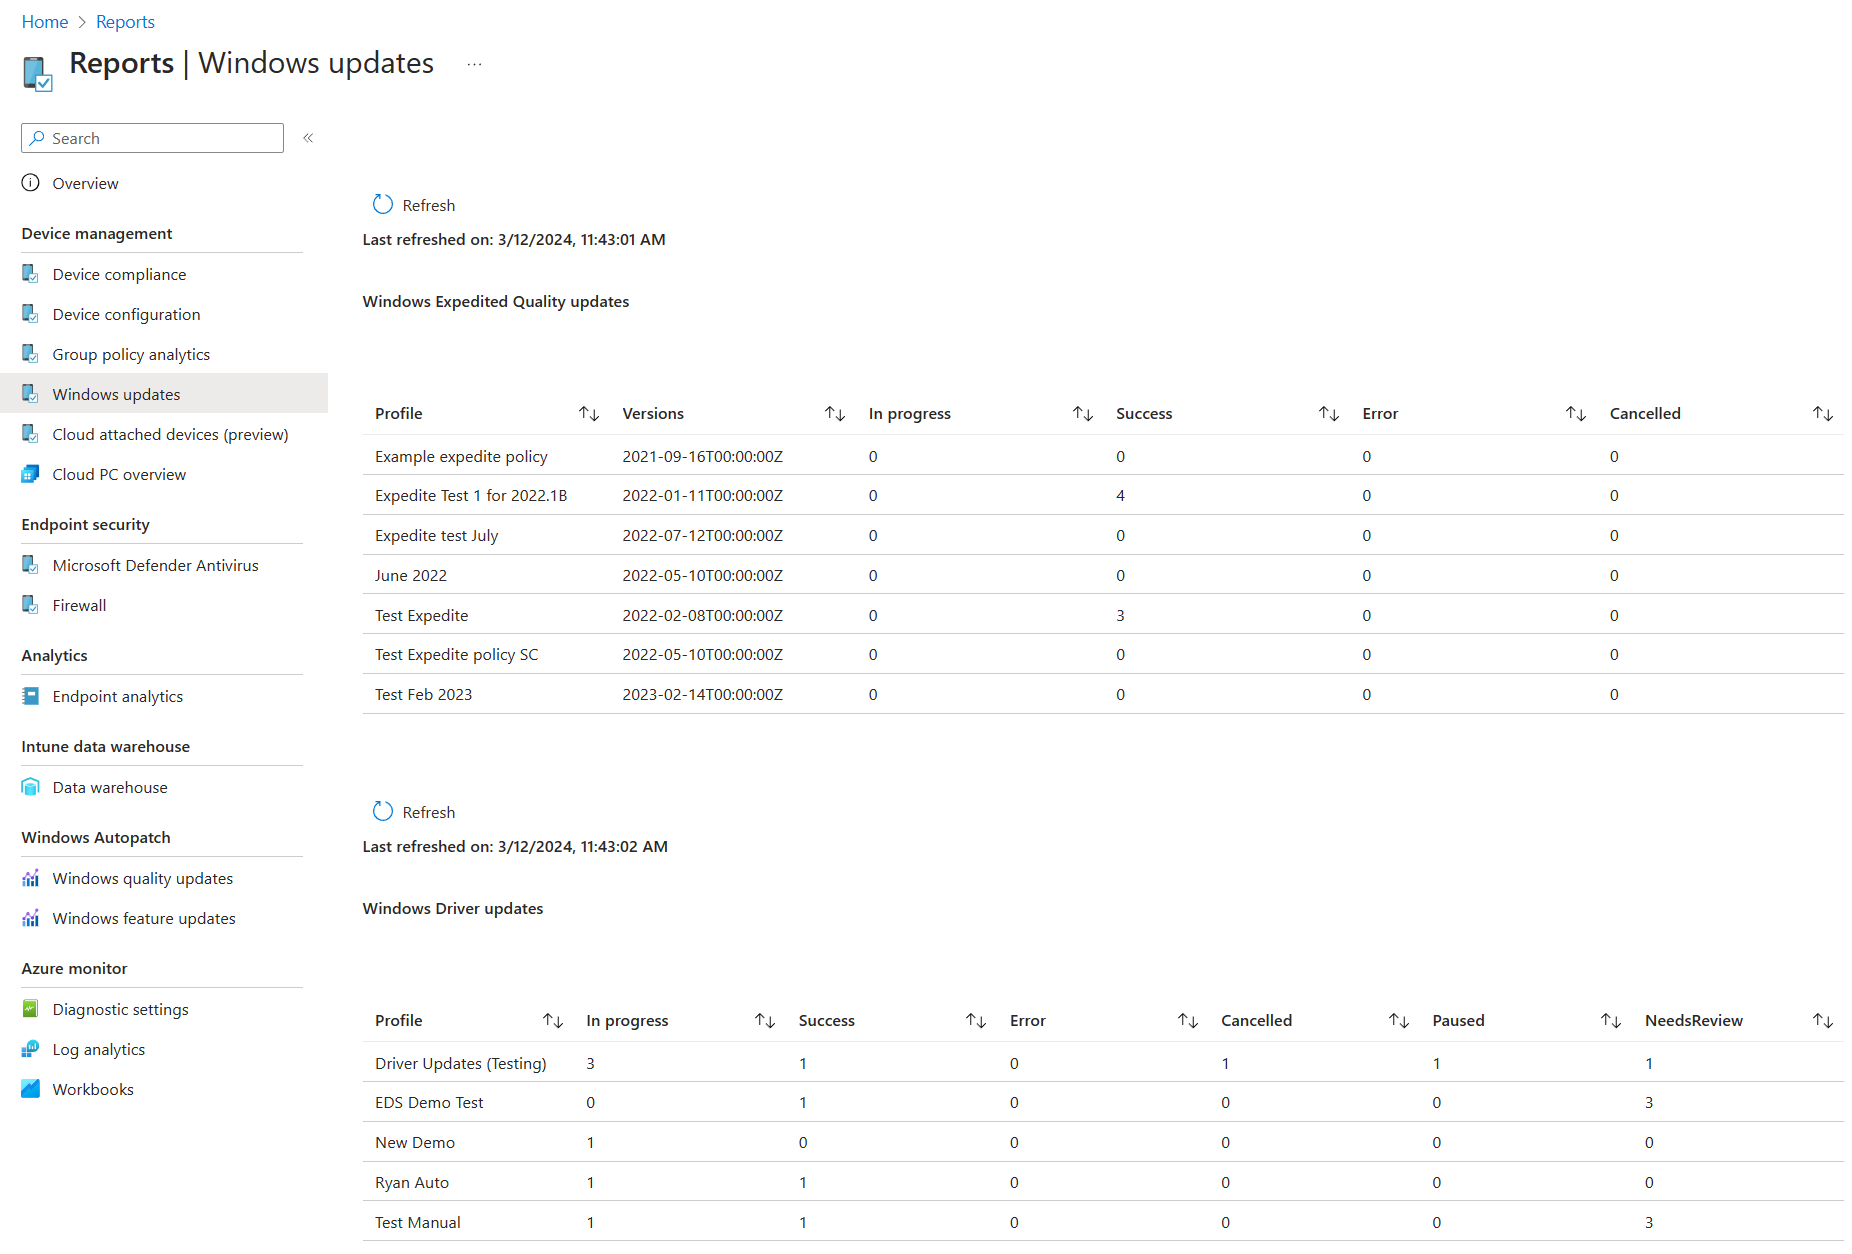 Home > Reports
Reports | Windows updates ...
Search «
Overview
Device management
Device compliance
Device configuration
Group policy analytics
Windows updates
Cloud attached devices (preview)
Cloud PC overview
Endpoint security
Microsoft Defender Antivirus
Firewall
Analytics
Endpoint analytics
Intune data warehouse
Data warehouse
Windows Autopatch
Windows quality updates
Windows feature updates
Azure monitor
Diagnostic settings
Log analytics
Workbooks
Refresh
Last refreshed on: 3/12/2024, 11:43:01 AM
Windows Expedited Quality updates
Profile ↑↓ Versions ↑↓ In progress ↑↓ Success ↑↓ Error ↑↓ Cancelled ↑↓
Example expedite policy 2021-09-16T00:00:00Z 0 0 0 0
Expedite Test 1 for 2022.1B 2022-01-11T00:00:00Z 0 4 0 0
Expedite test July 2022-07-12T00:00:00Z 0 0 0 0
June 2022 2022-05-10T00:00:00Z 0 0 0 0
Test Expedite 2022-02-08T00:00:00Z 0 3 0 0
Test Expedite policy SC 2022-05-10T00:00:00Z 0 0 0 0
Test Feb 2023 2023-02-14T00:00:00Z 0 0 0 0
Refresh
Last refreshed on: 3/12/2024, 11:43:02 AM
Windows Driver updates
Profile ↑↓ In progress ↑↓ Success ↑↓ Error ↑↓ Cancelled ↑↓ Paused ↑↓ NeedsReview ↑↓
Driver Updates (Testing) 3 1 0 1 1 1
EDS Demo Test 0 1 0 0 0 3
New Demo 1 0 0 0 0 0
Ryan Auto 1 1 0 0 0 0
Test Manual 1 1 0 0 0 3